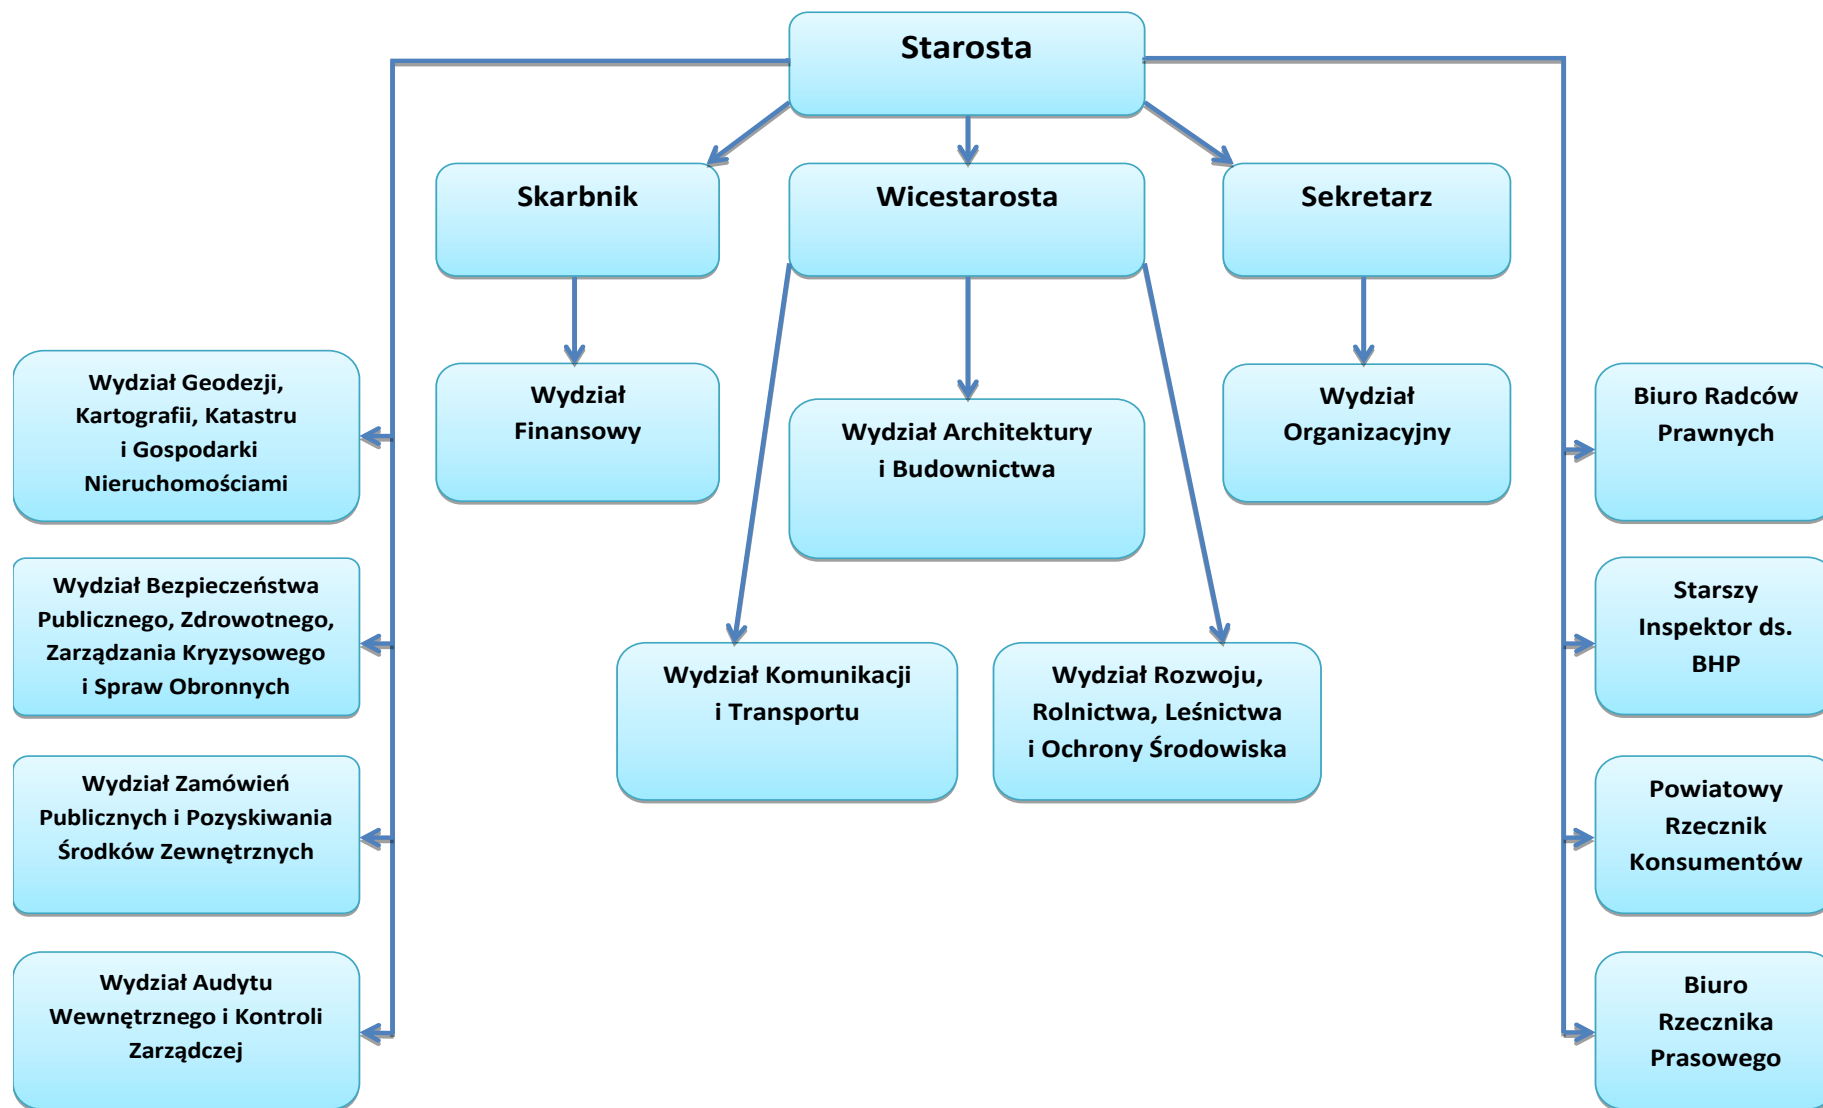 Starosta
Skarbnik
Wicestarosta
Sekretarz
Wydział Geodezji,
Kartografii, Katastru
i Gospodarki
Nieruchomościami
Wydział
Finansowy
Wydział Architektury
i Budownictwa
Wydział
Organizacyjny
Biuro Radców
Prawnych
Wydział Bezpieczeństwa
Publicznego, Zdrowotnego,
Zarządzania Kryzysowego
i Spraw Obronnych
Starszy
Inspektor ds.
BHP
Wydział Komunikacji
i Transportu
Wydział Rozwoju,
Rolnictwa, Leśnictwa
i Ochrony Środowiska
Wydział Zamówień
Publicznych i Pozyskiwania
Środków Zewnętrznych
Powiatowy
Rzecznik
Konsumentów
Wydział Audytu
Wewnętrznego i Kontroli
Zarządczej
Biuro
Rzecznika
Prasowego